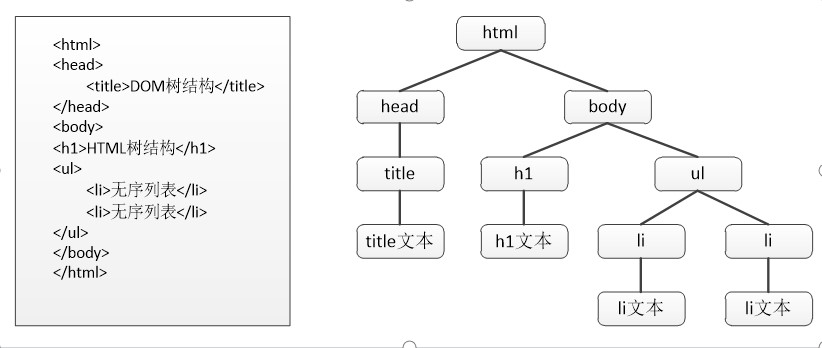 <html>
<head>
<title>DOM树结构</title>
</head>
<body>
<h1>HTML树结构</h1>
<ul>
<li>无序列表</li>
<li>无序列表</li>
</ul>
</body>
</html>
html
head
body
title
h1
ul
title文本
h1文本
li
li
li文本
li文本